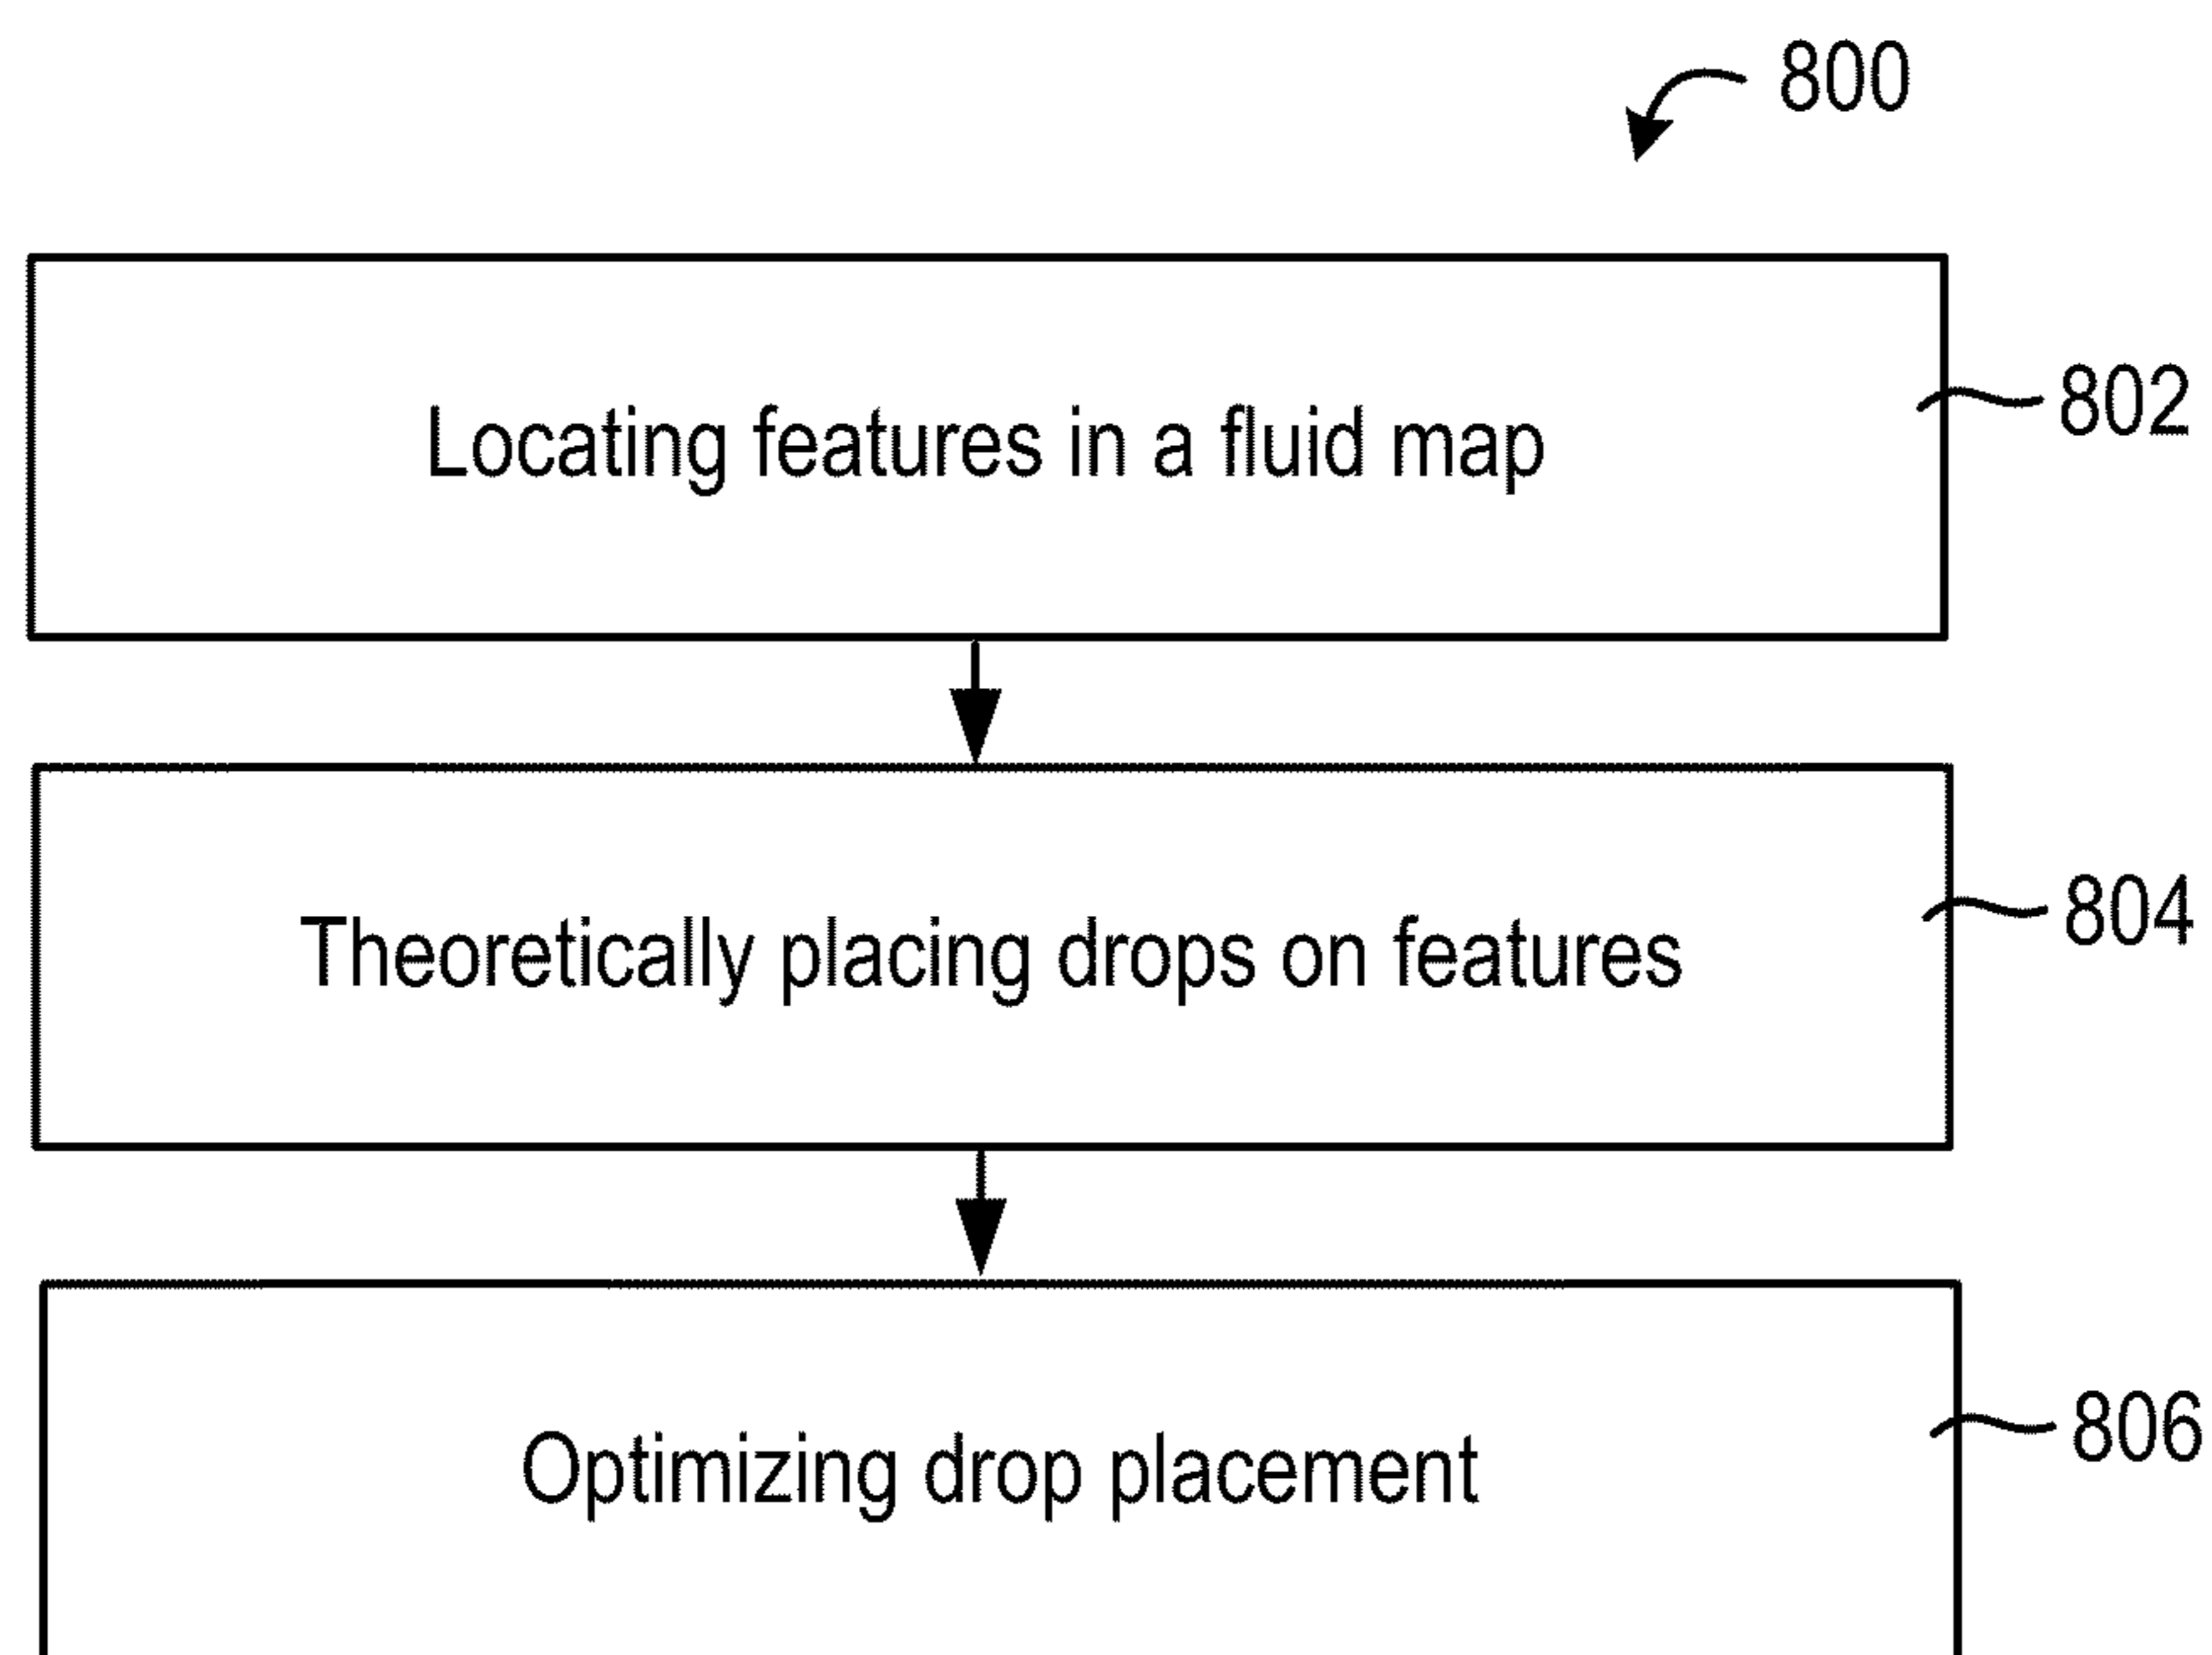 800
Locating features in a fluid map
802
Theoretically placing drops on features
804
Optimizing drop placement
806